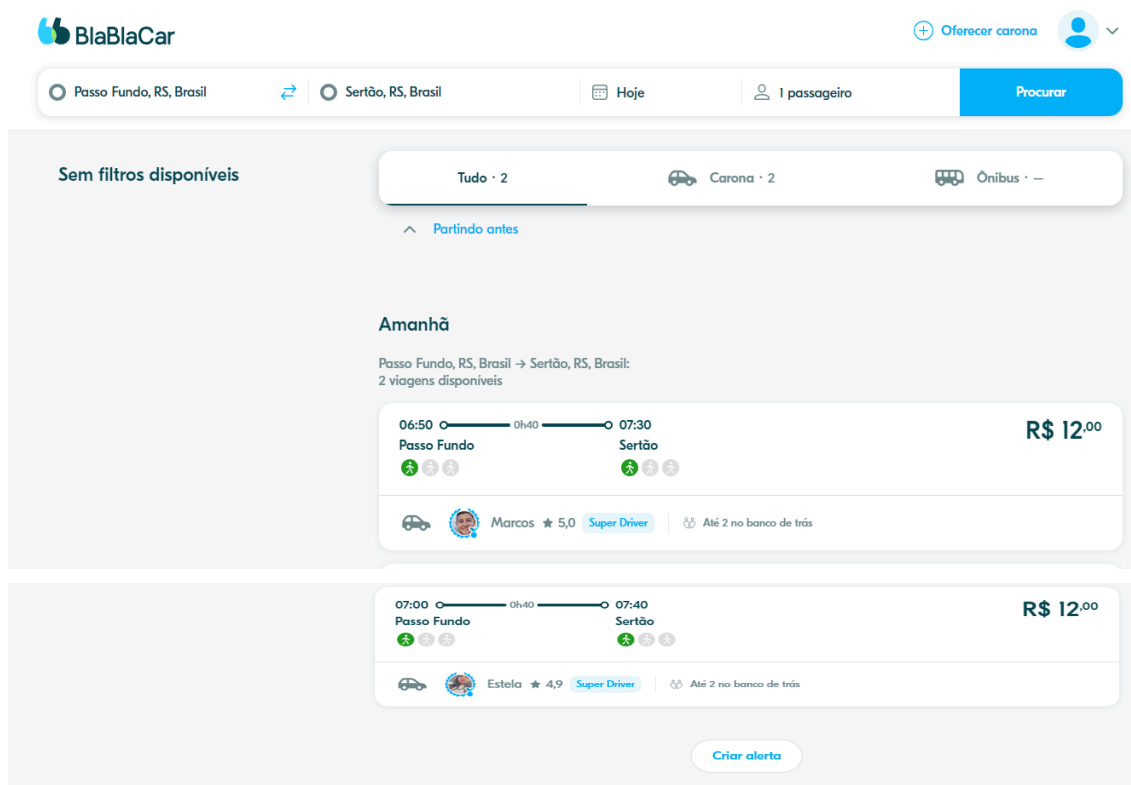 BlaBlaCar
Oferecer carona
Passo Fundo, RS, Brasil
Sertão, RS, Brasil
Hoje
1 passageiro
Procurar
Sem filtros disponíveis
Tudo · 2
Carona · 2
Ônibus · —
Partindo antes
Amanhã
Passo Fundo, RS, Brasil → Sertão, RS, Brasil:
2 viagens disponíveis
06:50 0h40 07:30 R$ 12,00
Passo Fundo Sertão
Marcos ★ 5,0 Super Driver Até 2 no banco de trás
07:00 0h40 07:40 R$ 12,00
Passo Fundo Sertão
Estela ★ 4,9 Super Driver Até 2 no banco de trás
Criar alerta